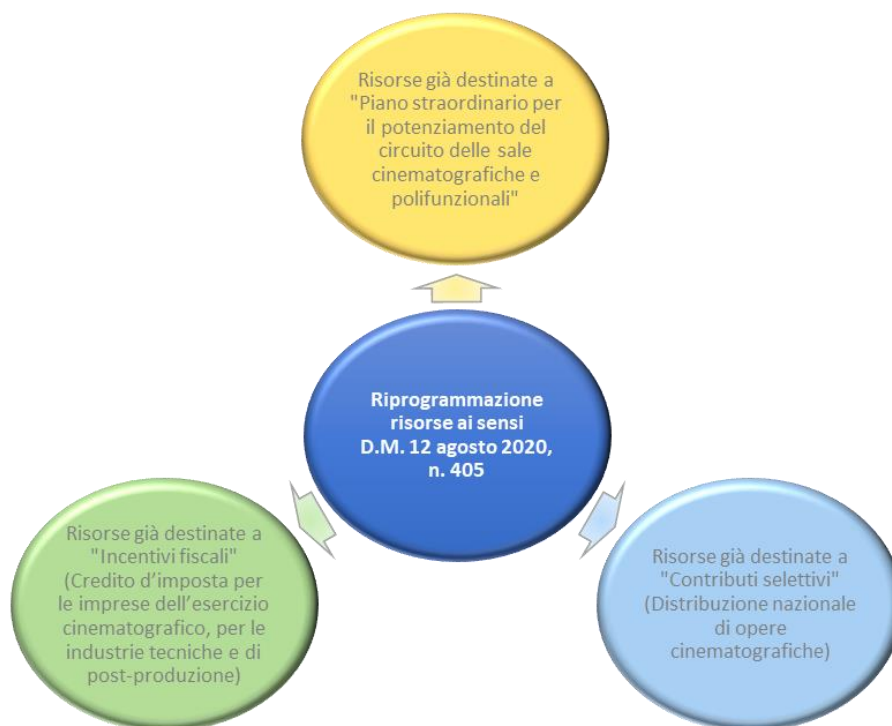 Risorse già destinate a
"Piano straordinario per
il potenziamento del
circuito delle sale
cinematografiche e
polifunzionali"
Riprogrammazione
risorse ai sensi
D.M. 12 agosto 2020,
n. 405
Risorse già destinate a
"Incentivi fiscali"
(Credito d’imposta per
le imprese dell’esercizio
cinematografico, per le
industrie tecniche e di
post-produzione)
Risorse già destinate a
"Contributi selettivi"
(Distribuzione nazionale
di opere
cinematografiche)